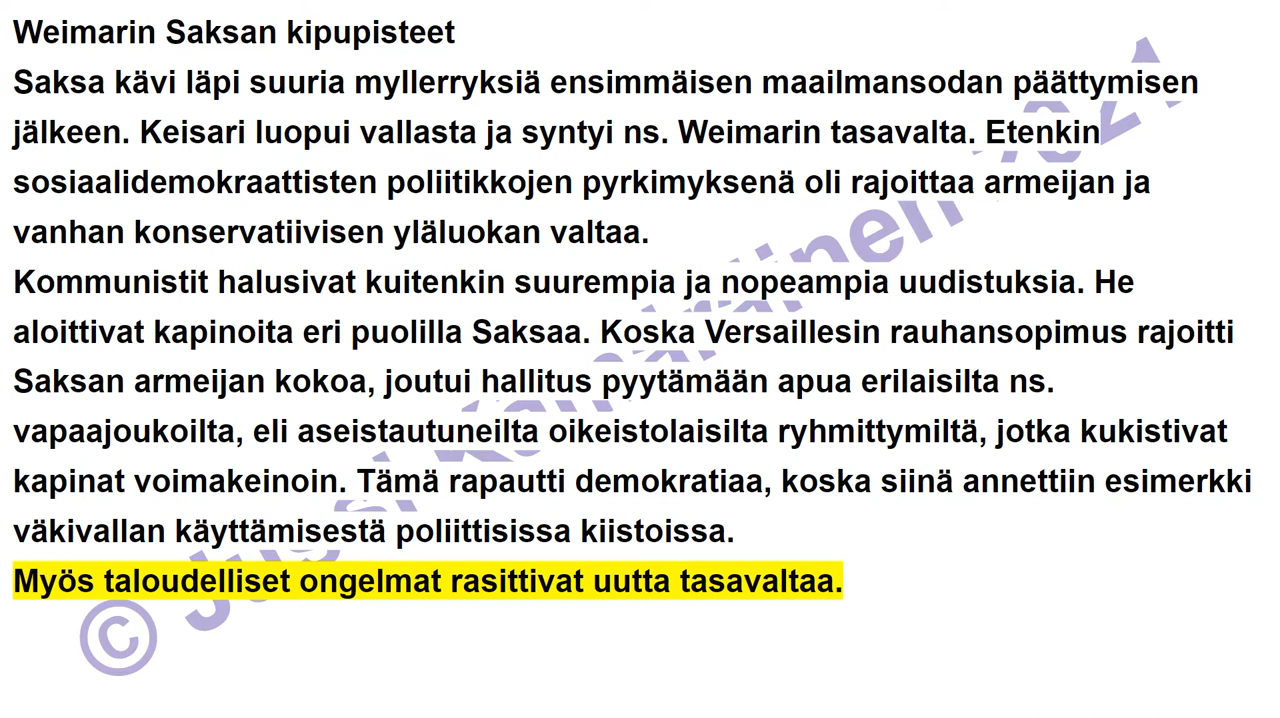 Weimarin Saksan kipupisteet
Saksa kävi läpi suuria myllerryksiä ensimmäisen maailmansodan päättymisen
jälkeen. Keisari luopui vallasta ja syntyi ns. Weimarin tasavalta. Etenkin
sosiaalidemokraattisten poliitikkojen pyrkimyksenä oli rajoittaa armeijan ja
vanhan konservatiivisen yläluokan valtaa.
Kommunistit halusivat kuitenkin suurempia ja nopeampia uudistuksia. He
aloittivat kapinoita eri puolilla Saksaa. Koska Versaillesin rauhansopimus rajoitti
Saksan armeijan kokoa, joutui hallitus pyytämään apua erilaisilta ns.
vapaajoukoilta, eli aseistautuneilta oikeistolaisilta ryhmittymiltä, jotka kukistivat
kapinat voimakeinoin. Tämä rapautti demokratiaa, koska siinä annettiin esimerkki
väkivallan käyttämisestä poliittisissa kiistoissa.
Myös taloudelliset ongelmat rasittivat uutta tasavaltaa.
©